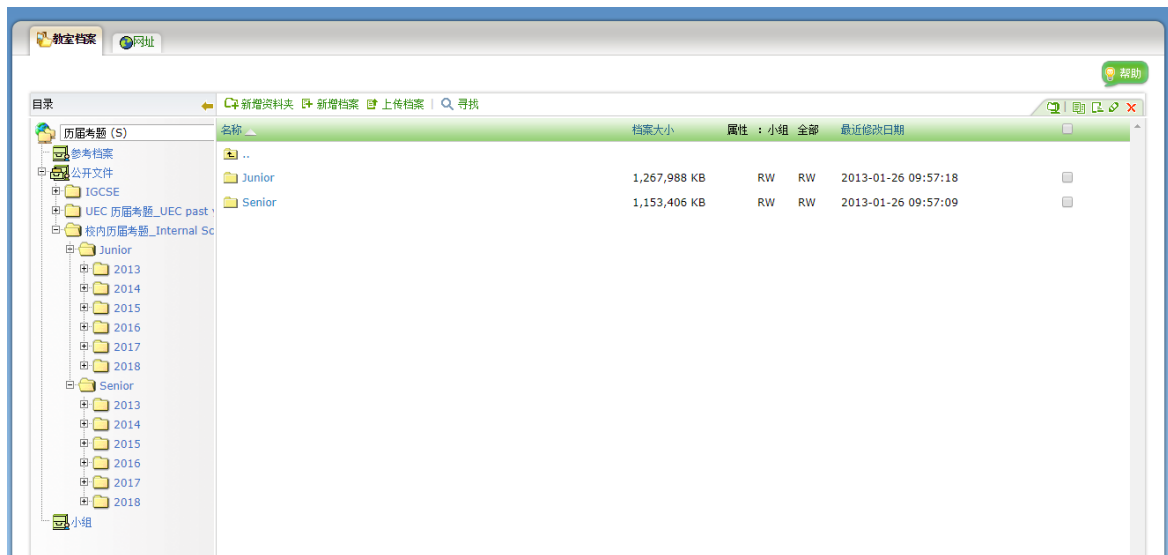 教室档案 网址
帮助
目录 新增资料夹 新增档案 上传档案 | 寻找
历届考题 (S)
参考档案
公开文件
IGCSE
UEC 历届考题_UEC past
校内历届考题_Internal Sc
Junior
2013
2014
2015
2016
2017
2018
Senior
2013
2014
2015
2016
2017
2018
小组
名称 档案大小 属性 : 小组 全部 最近修改日期
..
Junior 1,267,988 KB RW RW 2013-01-26 09:57:18
Senior 1,153,406 KB RW RW 2013-01-26 09:57:09